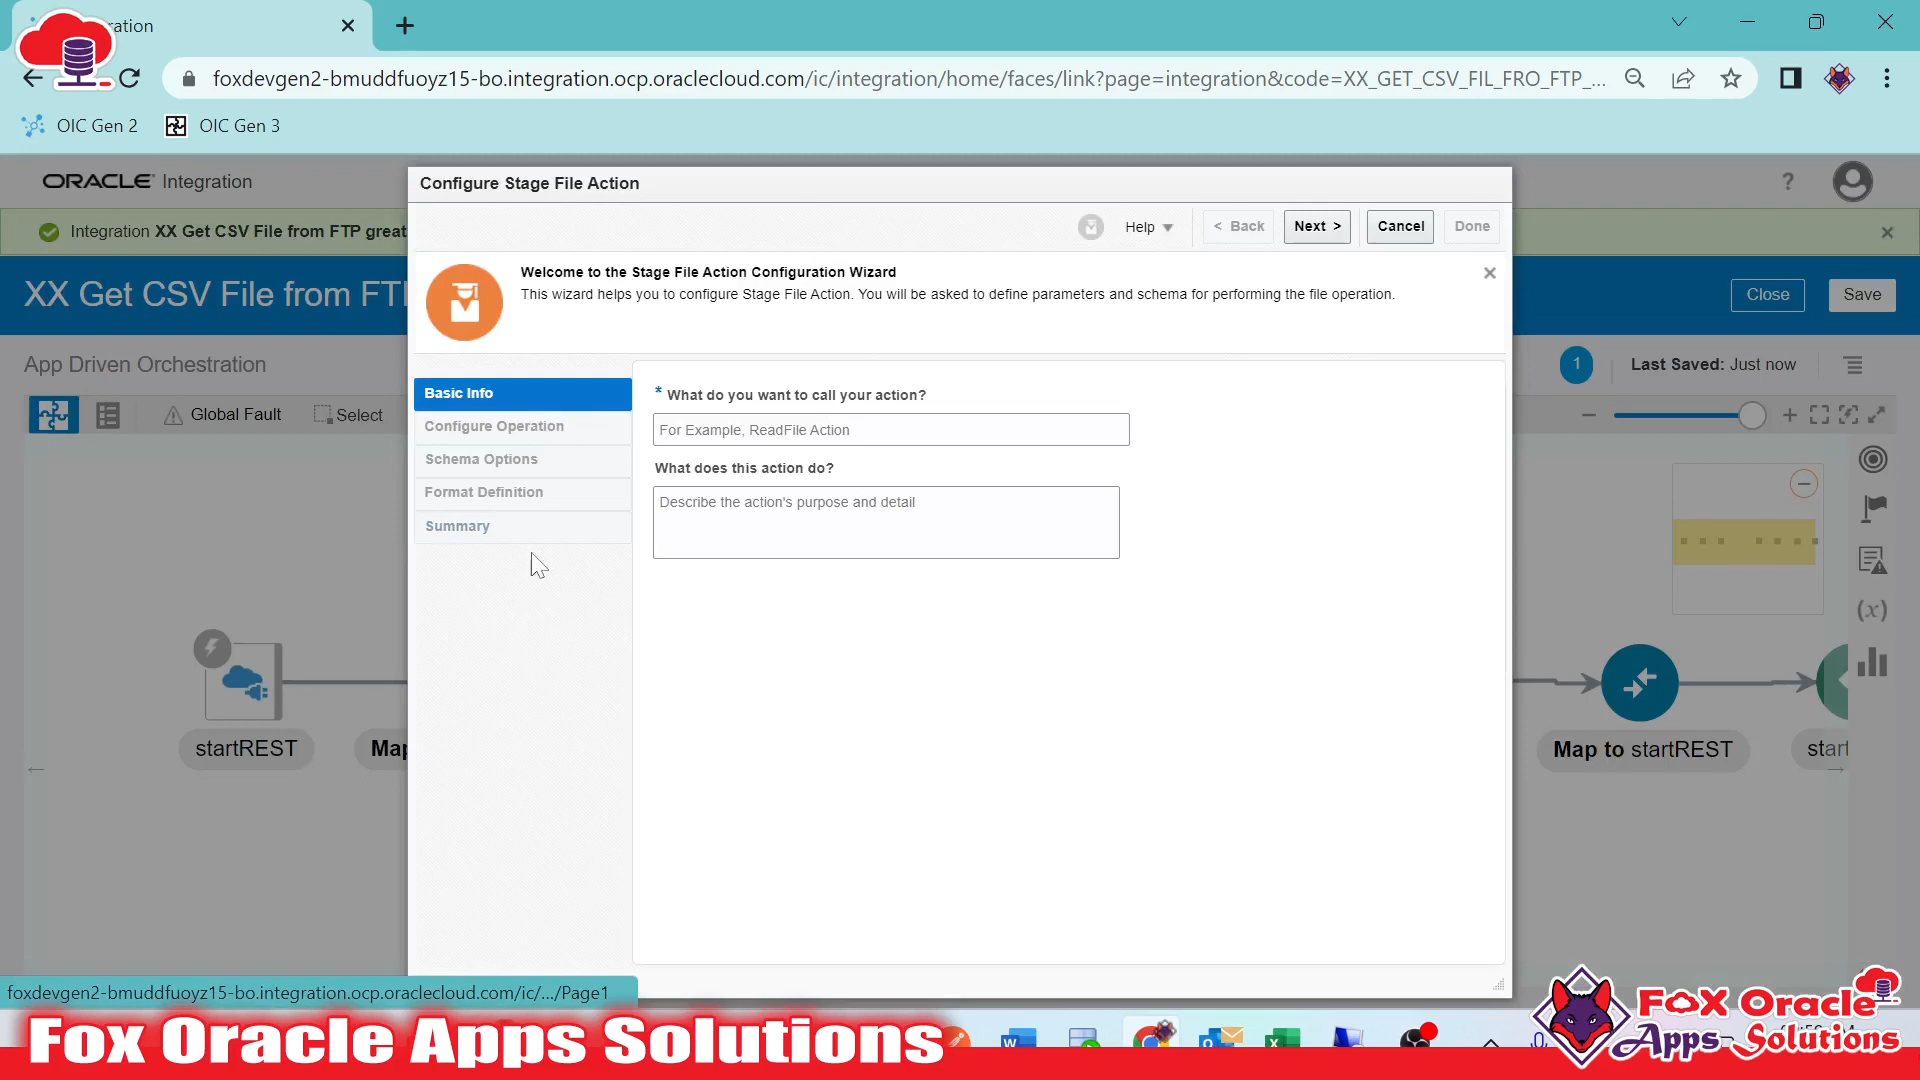 ration
foxdevgen2-bmuddfuoyz15-bo.integration.ocp.oraclecloud.com/ic/integration/home/faces/link?page=integration&code=XX_GET_CSV_FIL_FRO_FTP_...
OIC Gen 2
OIC Gen 3
ORACLE Integration
Configure Stage File Action
?
Integration XX Get CSV File from FTP great
Help
< Back
Next >
Cancel
Done
Welcome to the Stage File Action Configuration Wizard
This wizard helps you to configure Stage File Action. You will be asked to define parameters and schema for performing the file operation.
XX Get CSV File from FT
Close
Save
App Driven Orchestration
1
Last Saved: Just now
Global Fault
Select
Basic Info
Configure Operation
Schema Options
Format Definition
Summary
* What do you want to call your action?
For Example, ReadFile Action
What does this action do?
Describe the action's purpose and detail
(x)
startREST
Map
Map to startREST
start
foxdevgen2-bmuddfuoyz15-bo.integration.ocp.oraclecloud.com/ic/.../Page1
Fox Oracle Apps Solutions
FOX Oracle
Apps Solutions